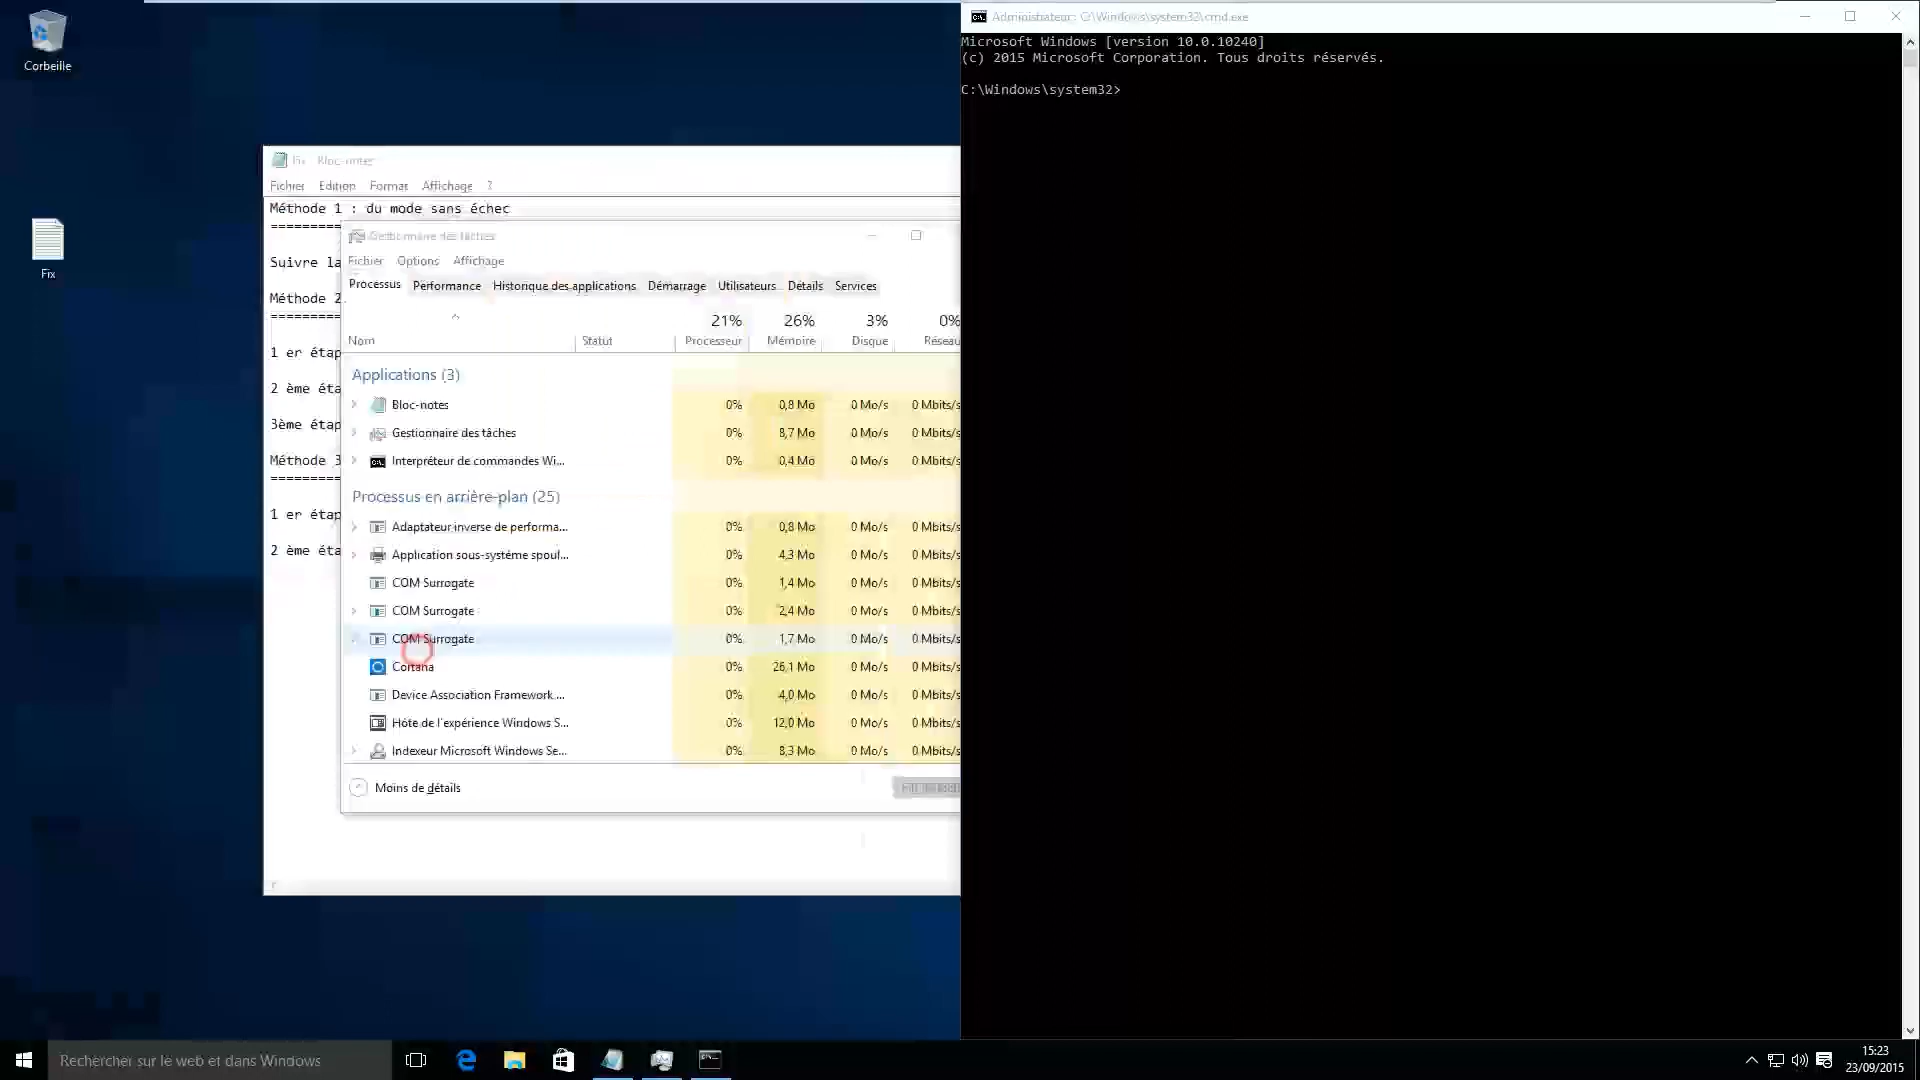 Corbeille
Fix
Fix - Bloc-notes
Fichier Edition Format Affichage ?
Méthode 1 : du mode sans échec
Suivre la
Méthode 2
1 er étap
2 ème éta
3ème étap
Méthode 3
1 er étap
2 ème éta
Gestionnaire des tâches
Fichier Options Affichage
Processus Performance Historique des applications Démarrage Utilisateurs Détails Services
21% 26% 3% 0%
Nom Statut Processeur Mémoire Disque Réseau
Applications (3)
Bloc-notes 0% 0,8 Mo 0 Mo/s 0 Mbits/s
Gestionnaire des tâches 0% 8,7 Mo 0 Mo/s 0 Mbits/s
Interpréteur de commandes Wi... 0% 0,4 Mo 0 Mo/s 0 Mbits/s
Processus en arrière-plan (25)
Adaptateur inverse de performa... 0% 0,8 Mo 0 Mo/s 0 Mbits/s
Application sous-système spoul... 0% 4,3 Mo 0 Mo/s 0 Mbits/s
COM Surrogate 0% 1,4 Mo 0 Mo/s 0 Mbits/s
COM Surrogate 0% 2,4 Mo 0 Mo/s 0 Mbits/s
COM Surrogate 0% 1,7 Mo 0 Mo/s 0 Mbits/s
Cortana 0% 26,1 Mo 0 Mo/s 0 Mbits/s
Device Association Framework ... 0% 4,0 Mo 0 Mo/s 0 Mbits/s
Hôte de l'expérience Windows S... 0% 12,0 Mo 0 Mo/s 0 Mbits/s
Indexeur Microsoft Windows Se... 0% 8,3 Mo 0 Mo/s 0 Mbits/s
Moins de détails
Administrateur : C:\Windows\system32\cmd.exe
Microsoft Windows [version 10.0.10240]
(c) 2015 Microsoft Corporation. Tous droits réservés.
C:\Windows\system32>
Rechercher sur le web et dans Windows
15:23
23/09/2015